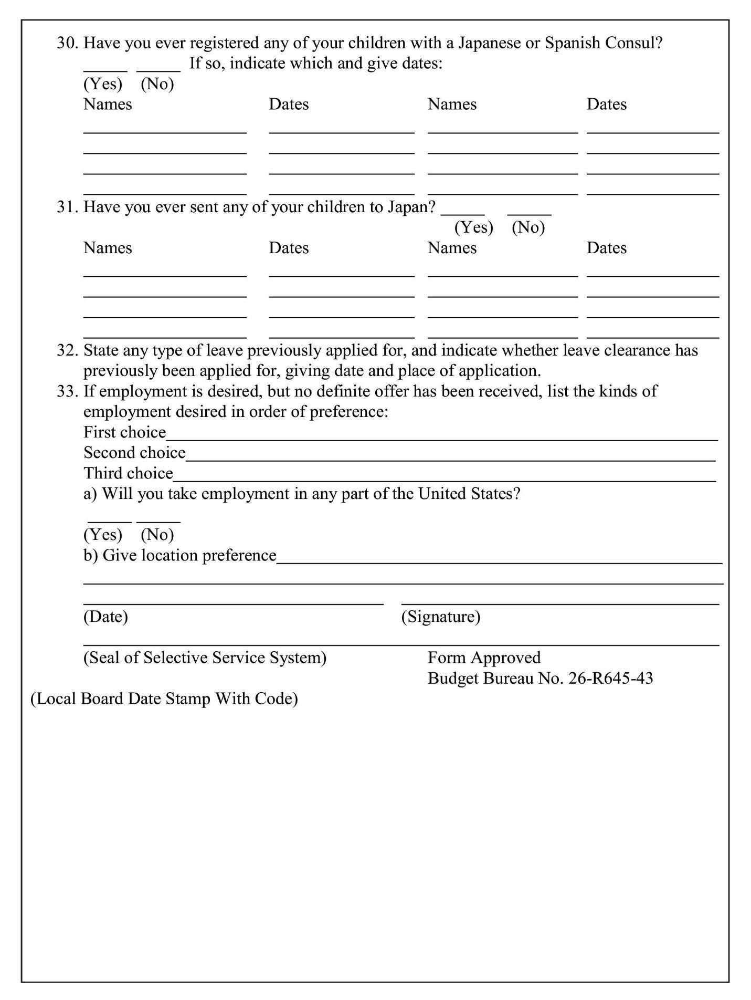 30. Have you ever registered any of your children with a Japanese or Spanish Consul?
_____ _____ If so, indicate which and give dates:
(Yes) (No)
Names Dates Names Dates
31. Have you ever sent any of your children to Japan? _____ _____
(Yes) (No)
Names Dates Names Dates
32. State any type of leave previously applied for, and indicate whether leave clearance has
previously been applied for, giving date and place of application.
33. If employment is desired, but no definite offer has been received, list the kinds of
employment desired in order of preference:
First choice
Second choice
Third choice
a) Will you take employment in any part of the United States?
(Yes) (No)
b) Give location preference
(Date) (Signature)
(Seal of Selective Service System) Form Approved
Budget Bureau No. 26-R645-43
(Local Board Date Stamp With Code)